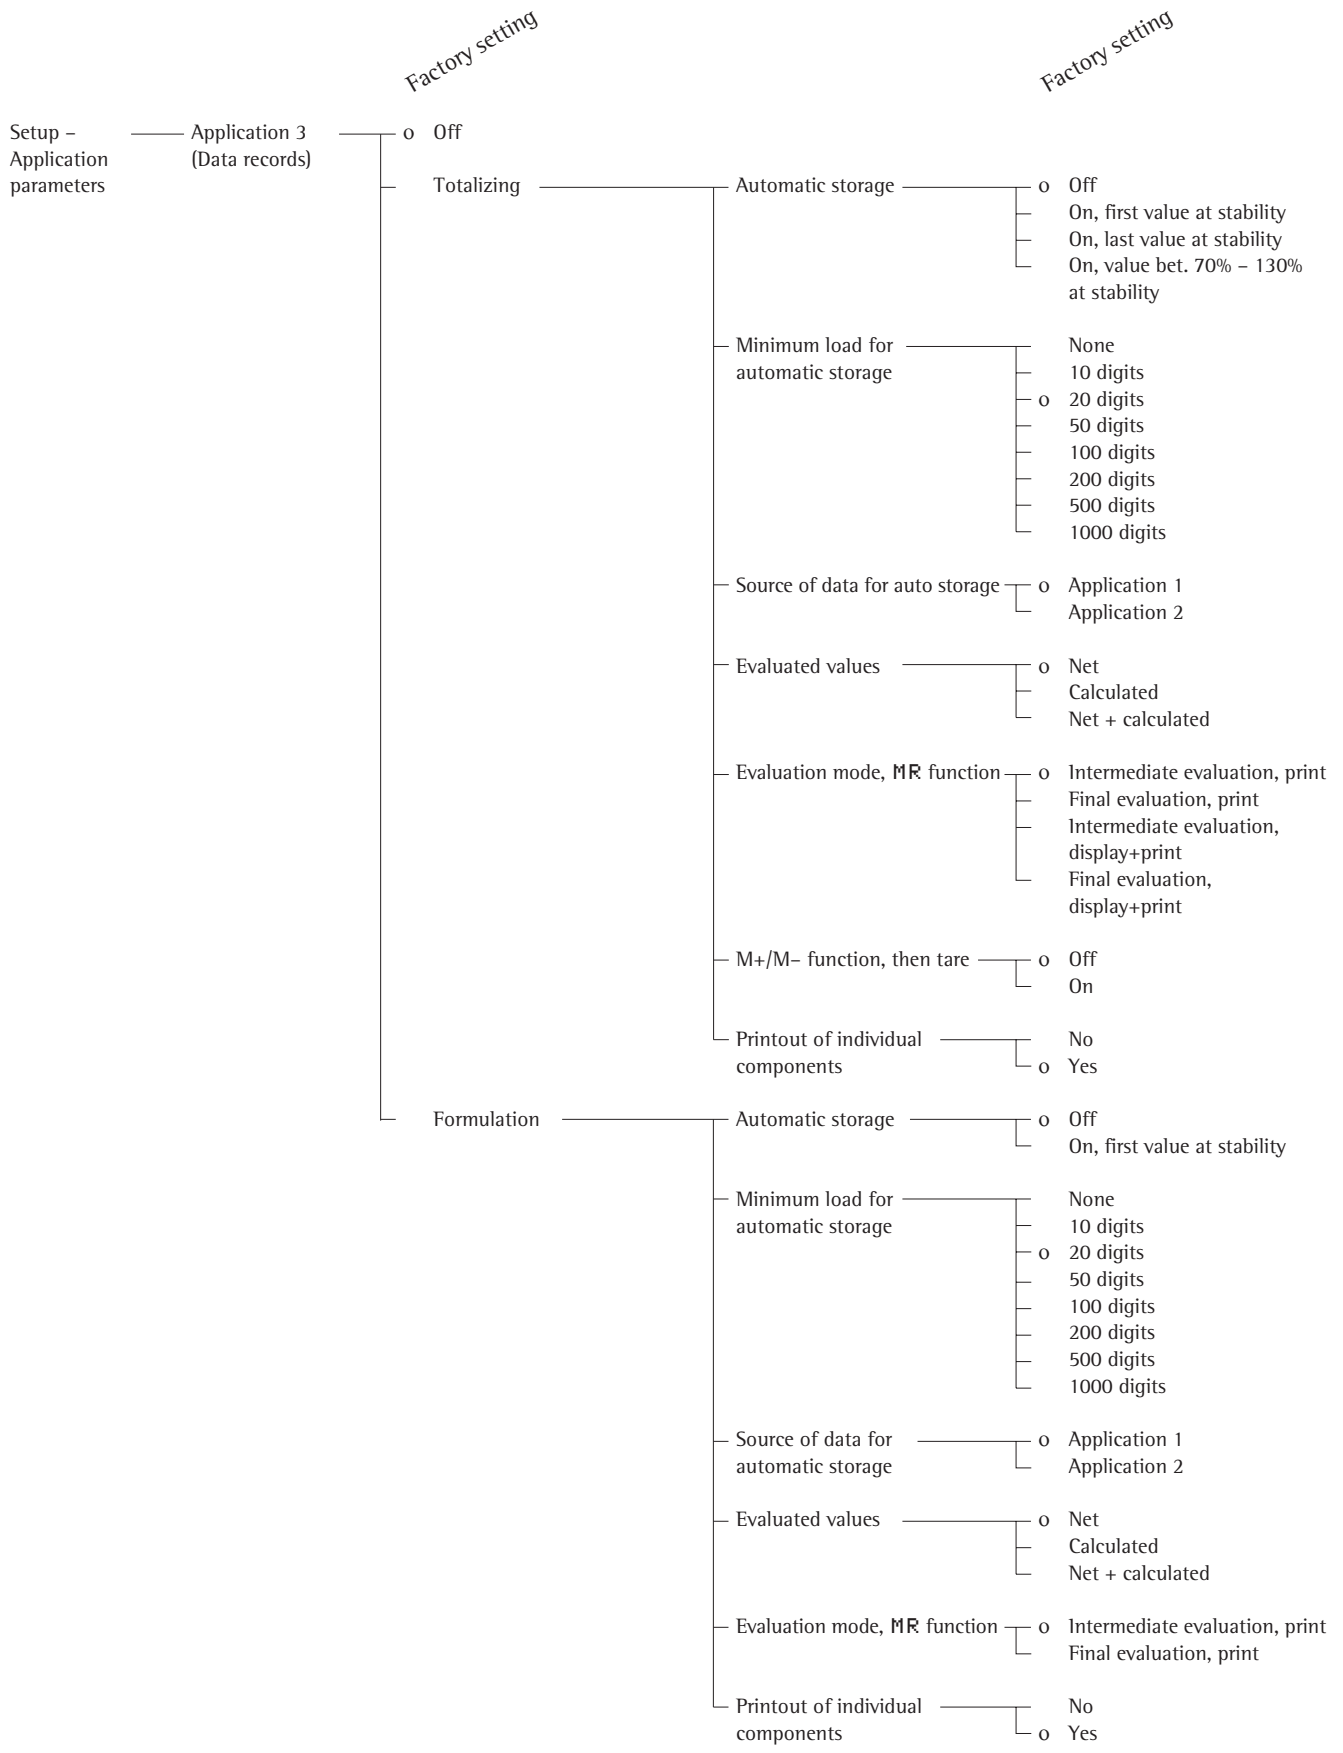 Factory setting
Factory setting
Setup –
Application
parameters
Application 3
(Data records)
o Off
Totalizing
Automatic storage
o Off
On, first value at stability
On, last value at stability
On, value bet. 70% – 130%
at stability
Minimum load for
automatic storage
None
10 digits
o 20 digits
50 digits
100 digits
200 digits
500 digits
1000 digits
Source of data for auto storage
o Application 1
Application 2
Evaluated values
o Net
Calculated
Net + calculated
Evaluation mode, MR function
o Intermediate evaluation, print
Final evaluation, print
Intermediate evaluation,
display+print
Final evaluation,
display+print
M+/M– function, then tare
o Off
On
Printout of individual
components
No
o Yes
Formulation
Automatic storage
o Off
On, first value at stability
Minimum load for
automatic storage
None
10 digits
o 20 digits
50 digits
100 digits
200 digits
500 digits
1000 digits
Source of data for
automatic storage
o Application 1
Application 2
Evaluated values
o Net
Calculated
Net + calculated
Evaluation mode, MR function
o Intermediate evaluation, print
Final evaluation, print
Printout of individual
components
No
o Yes